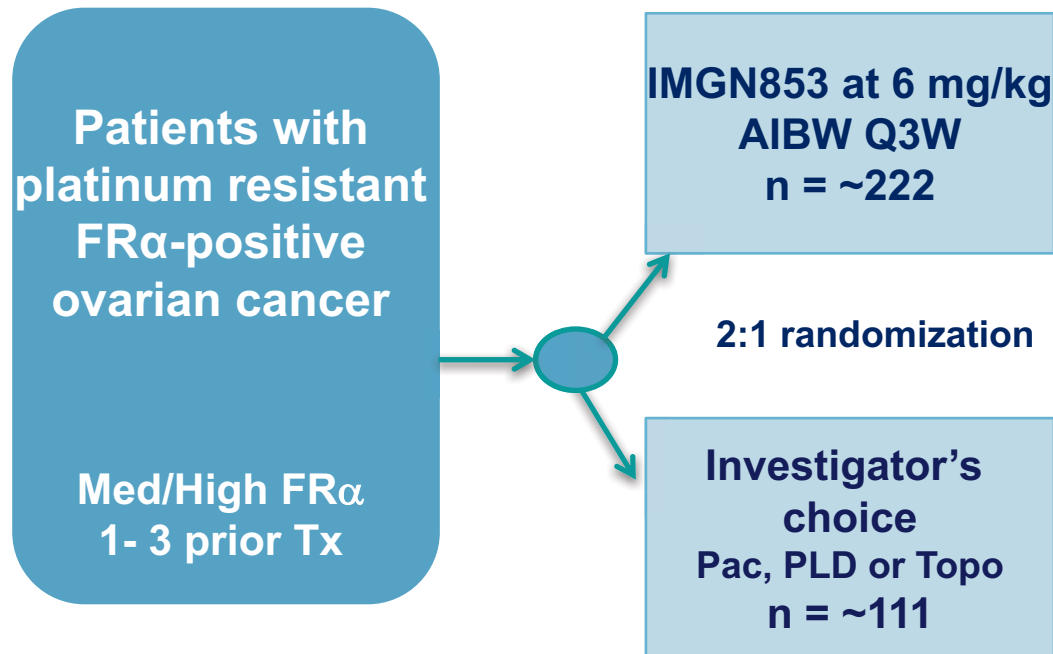 Patients with
platinum resistant
FRα-positive
ovarian cancer
Med/High FRα
1- 3 prior Tx
IMGN853 at 6 mg/kg
AIBW Q3W
n = ~222
2:1 randomization
Investigator’s
choice
Pac, PLD or Topo
n = ~111